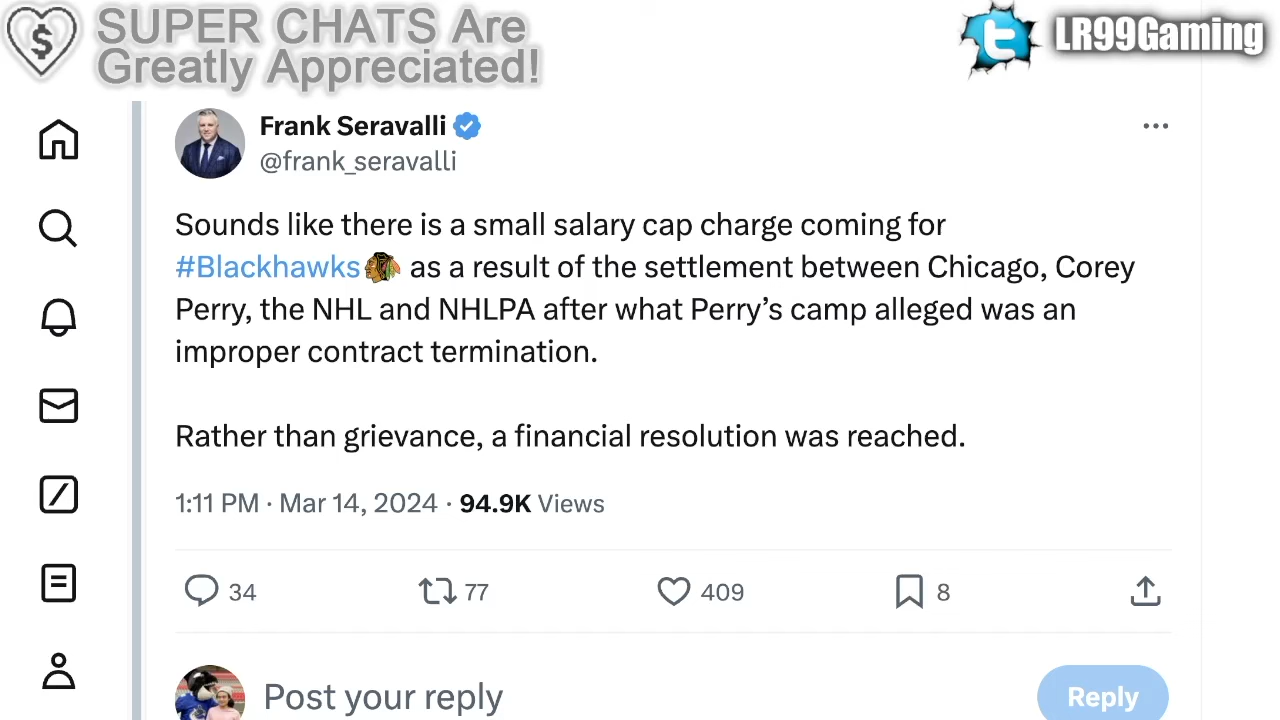 SUPER CHATS Are
Greatly Appreciated!
LR99Gaming
Frank Seravalli
@frank_seravalli
Sounds like there is a small salary cap charge coming for
#Blackhawks as a result of the settlement between Chicago, Corey
Perry, the NHL and NHLPA after what Perry’s camp alleged was an
improper contract termination.
Rather than grievance, a financial resolution was reached.
1:11 PM · Mar 14, 2024 · 94.9K Views
34 77 409 8
Post your reply
Reply